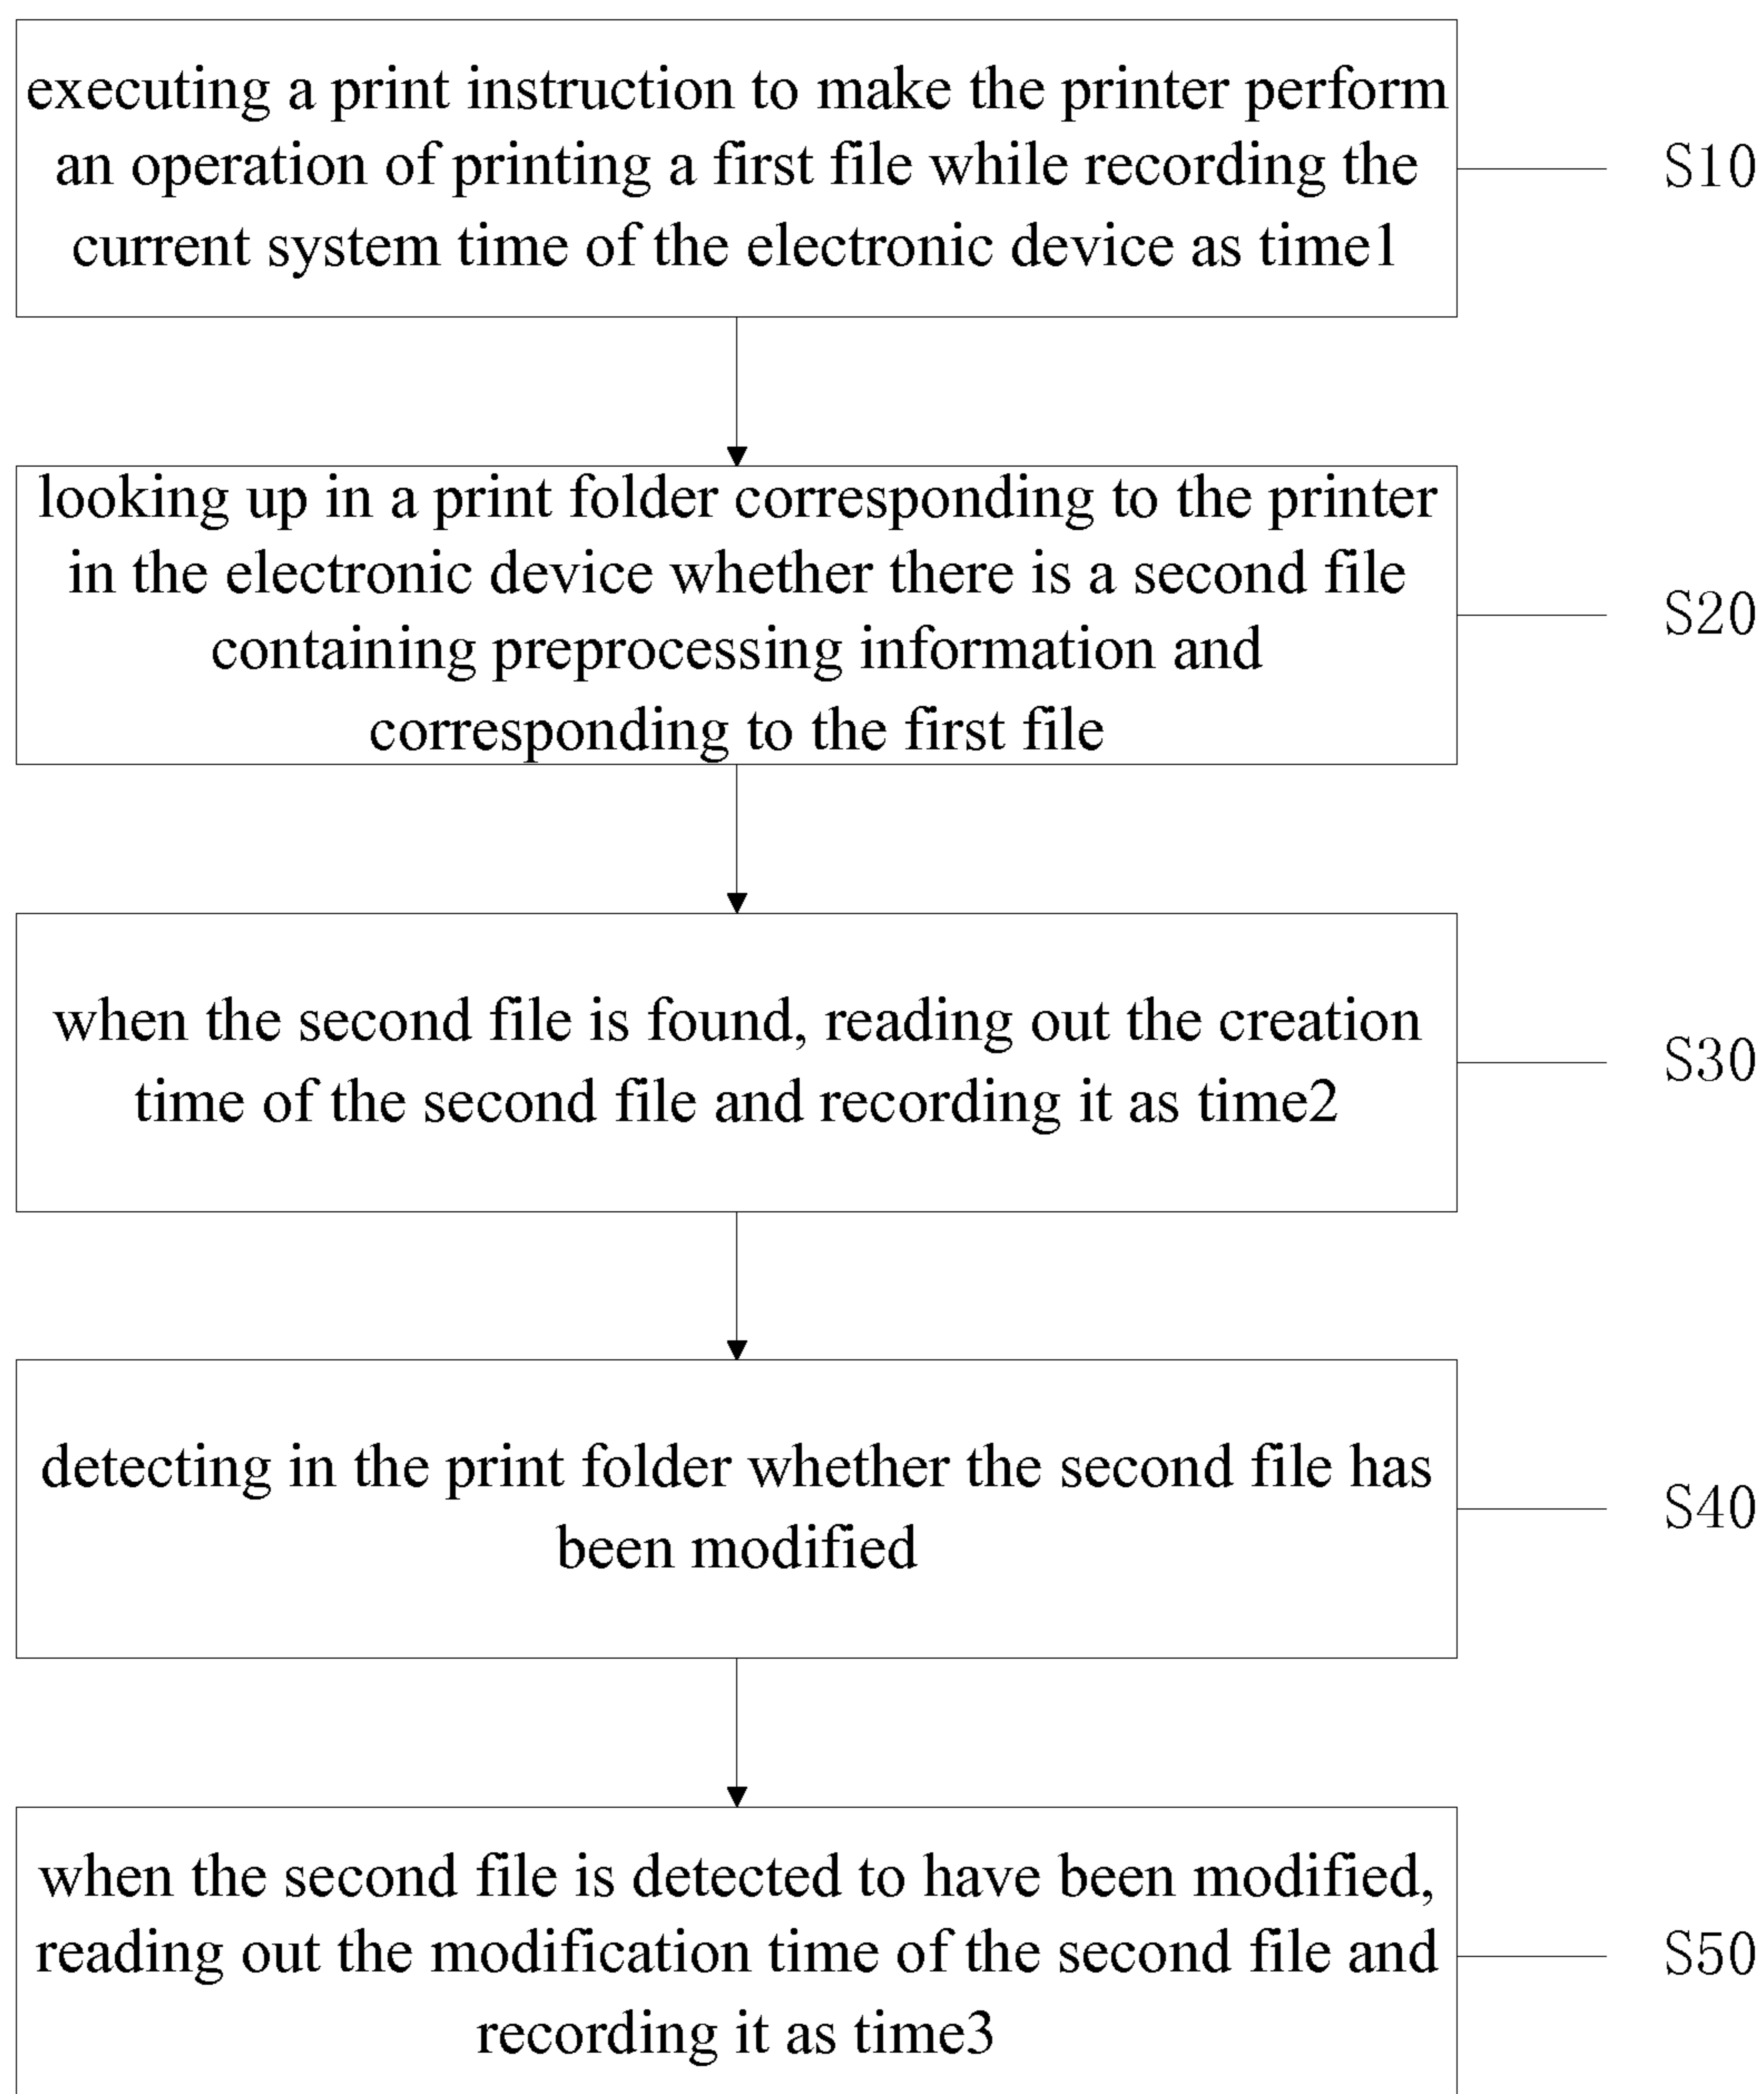 executing a print instruction to make the printer perform
an operation of printing a first file while recording the
current system time of the electronic device as time1
S10
looking up in a print folder corresponding to the printer
in the electronic device whether there is a second file
containing preprocessing information and
corresponding to the first file
S20
when the second file is found, reading out the creation
time of the second file and recording it as time2
S30
detecting in the print folder whether the second file has
been modified
S40
when the second file is detected to have been modified,
reading out the modification time of the second file and
recording it as time3
S50